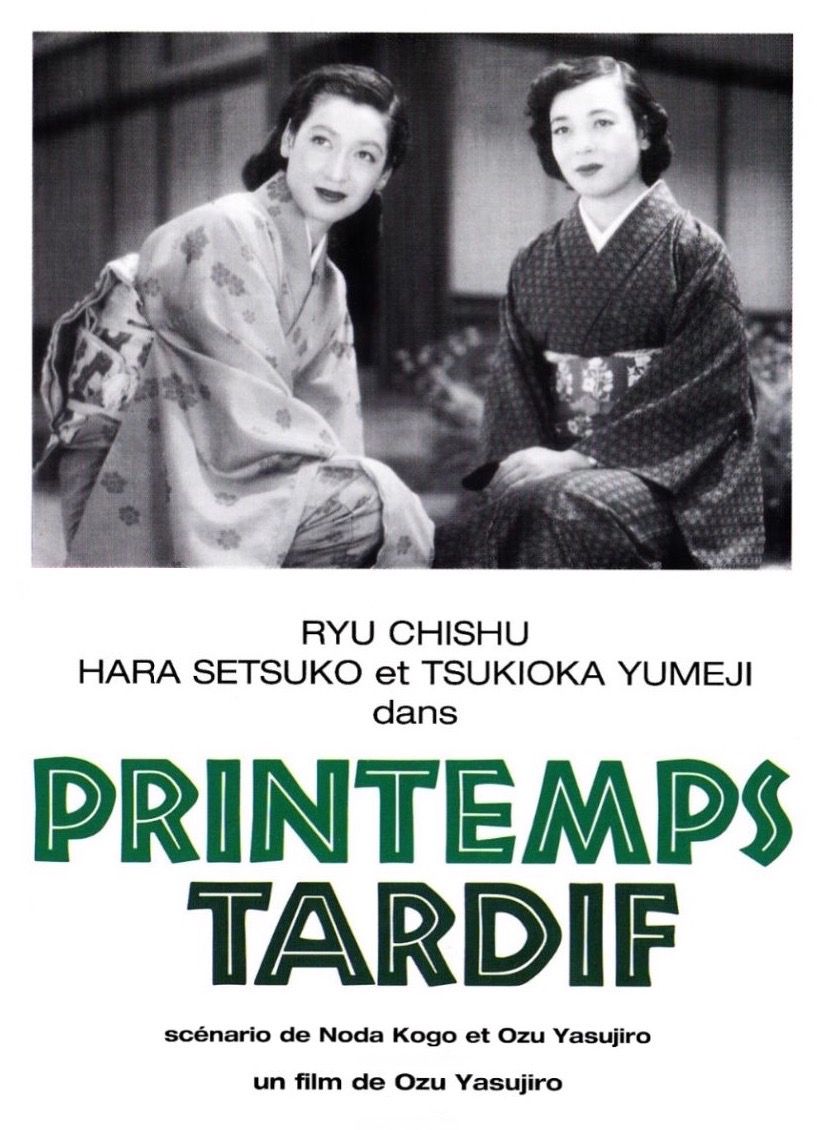 RYU CHISHU
HARA SETSUKO et TSUKIOKA YUMEJI
dans
PRINTEMPS
TARDIF
scénario de Noda Kogo et Ozu Yasujiro
un film de Ozu Yasujiro